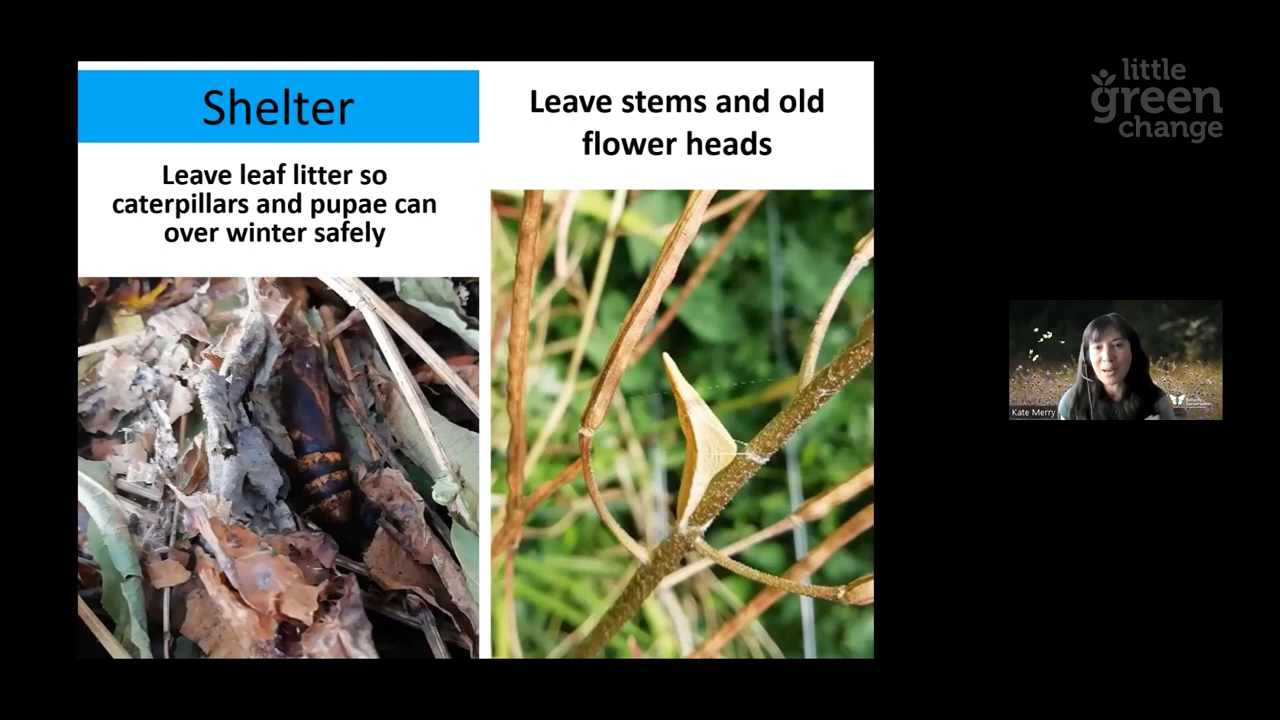 Shelter
Leave leaf litter so
caterpillars and pupae can
over winter safely
Leave stems and old
flower heads
little
green
change
Kate Merry